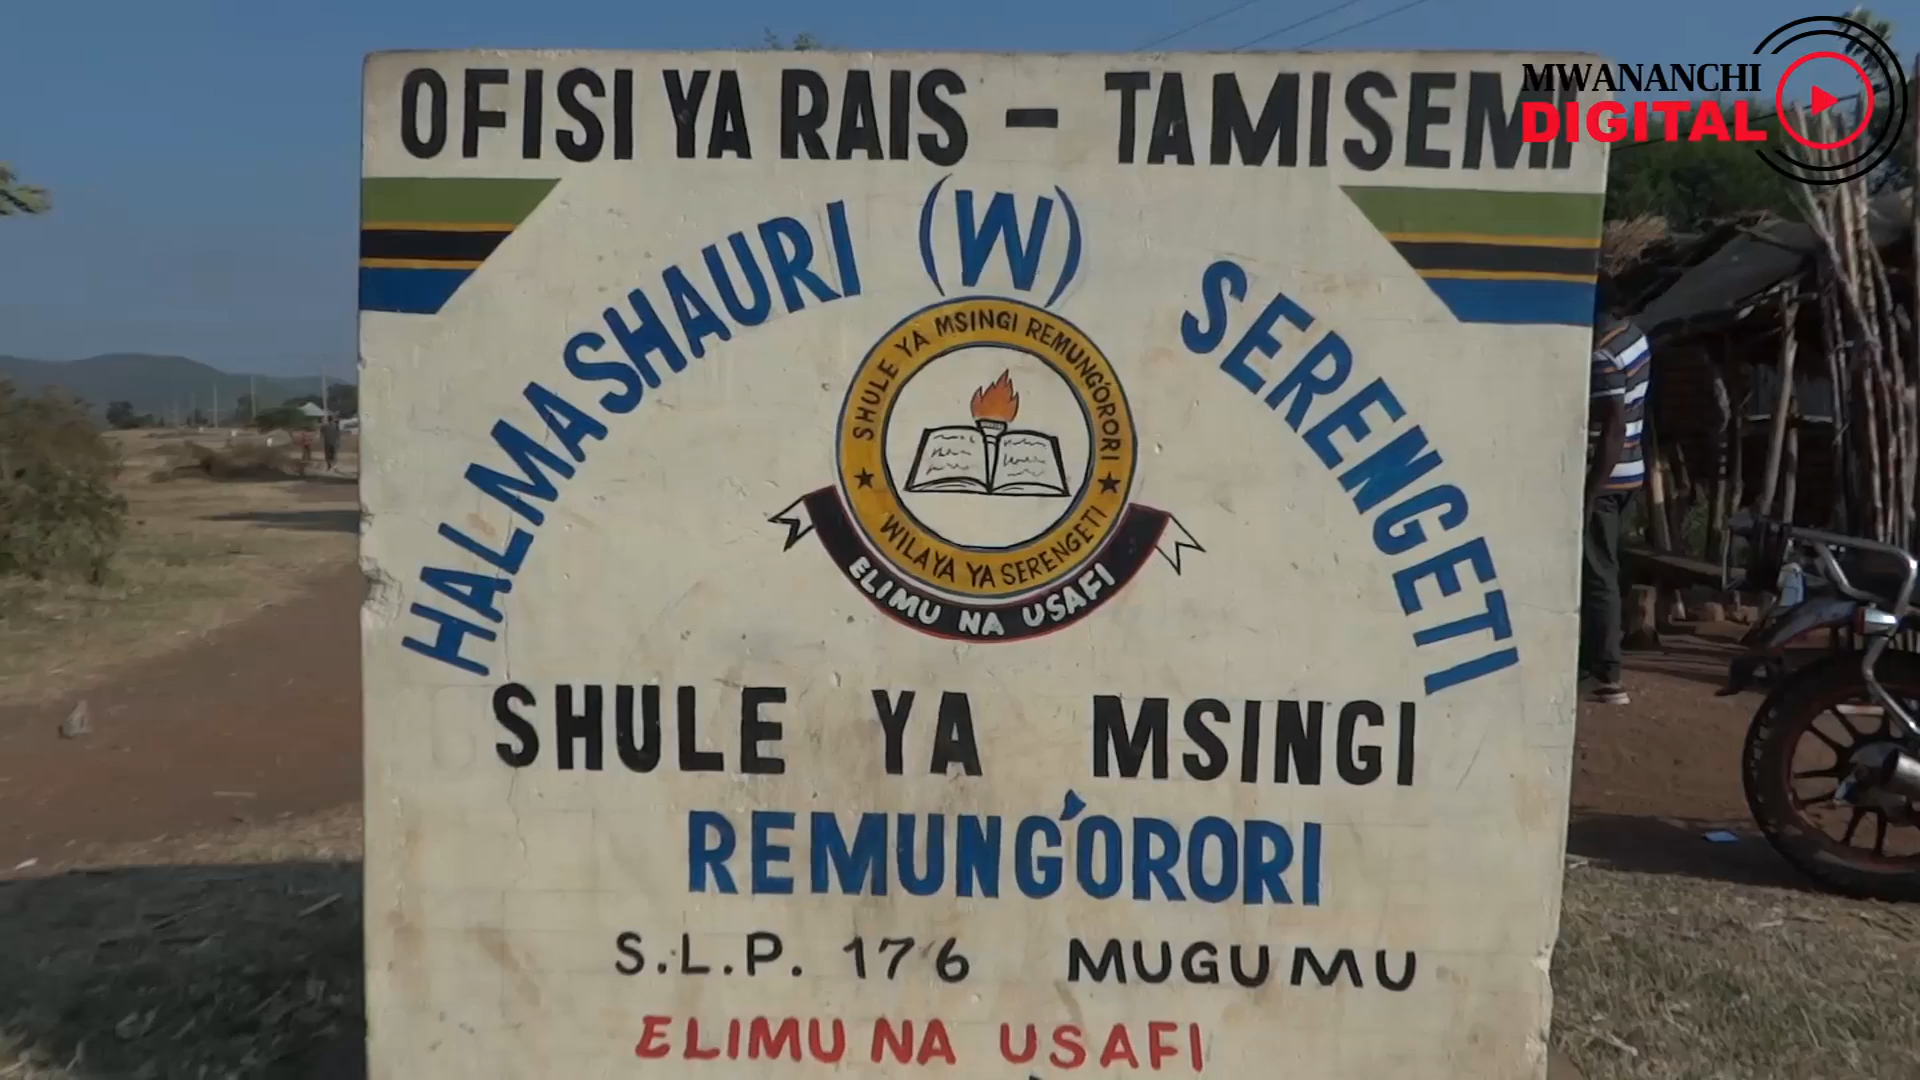 OFISI YA RAIS - TAMISEMI
MWANANCHI
DIGITAL
HALMASHAURI (W) SERENGETI
SHULE YA MSINGI REMUNG'ORORI
WILAYA YA SERENGETI
ELIMU NA USAFI
SHULE YA MSINGI
REMUNG'ORORI
S.L.P. 176 MUGUMU
ELIMU NA USAFI